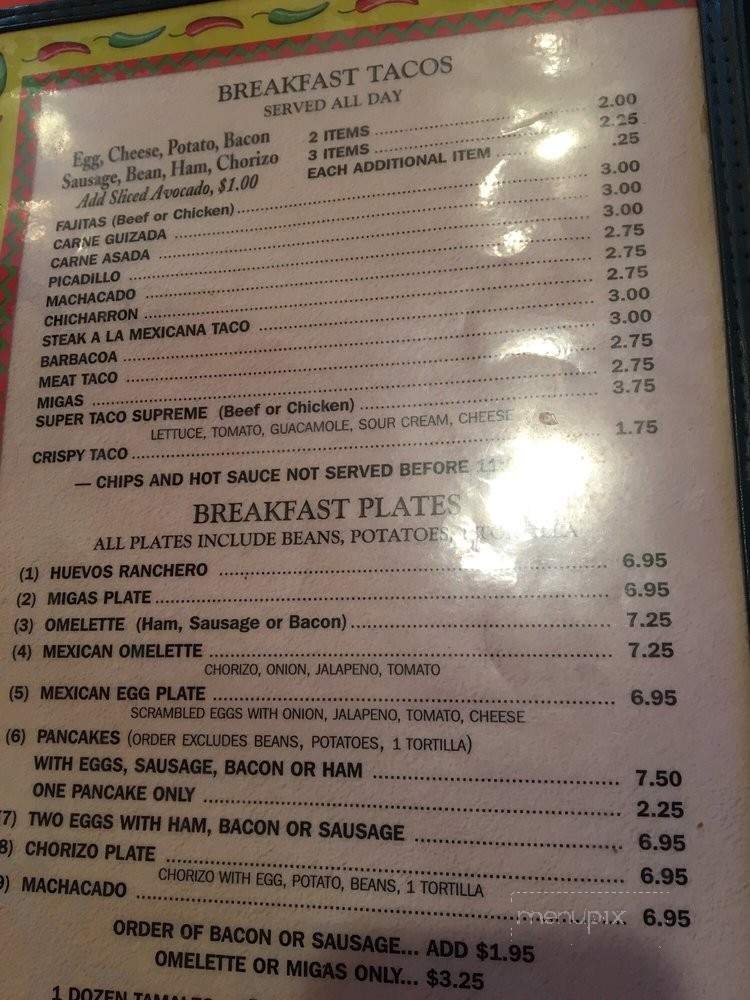 BREAKFAST TACOS
SERVED ALL DAY
Egg, Cheese, Potato, Bacon
Sausage, Bean, Ham, Chorizo
Add Sliced Avocado, $1.00
2 ITEMS 2.00
3 ITEMS 2.25
EACH ADDITIONAL ITEM .25
FAJITAS (Beef or Chicken) 3.00
CARNE GUIZADA 3.00
CARNE ASADA 3.00
PICADILLO 2.75
MACHACADO 2.75
CHICHARRON 2.75
STEAK A LA MEXICANA TACO 3.00
BARBACOA 3.00
MEAT TACO 2.75
MIGAS 2.75
SUPER TACO SUPREME (Beef or Chicken) 3.75
LETTUCE, TOMATO, GUACAMOLE, SOUR CREAM, CHEESE
CRISPY TACO 1.75
— CHIPS AND HOT SAUCE NOT SERVED BEFORE
BREAKFAST PLATES
ALL PLATES INCLUDE BEANS, POTATOES,
(1) HUEVOS RANCHERO 6.95
(2) MIGAS PLATE 6.95
(3) OMELETTE (Ham, Sausage or Bacon) 7.25
(4) MEXICAN OMELETTE 7.25
CHORIZO, ONION, JALAPENO, TOMATO
(5) MEXICAN EGG PLATE 6.95
SCRAMBLED EGGS WITH ONION, JALAPENO, TOMATO, CHEESE
(6) PANCAKES (ORDER EXCLUDES BEANS, POTATOES, 1 TORTILLA)
WITH EGGS, SAUSAGE, BACON OR HAM 7.50
ONE PANCAKE ONLY 2.25
7) TWO EGGS WITH HAM, BACON OR SAUSAGE 6.95
8) CHORIZO PLATE 6.95
CHORIZO WITH EGG, POTATO, BEANS, 1 TORTILLA
9) MACHACADO 6.95
menupix
ORDER OF BACON OR SAUSAGE... ADD $1.95
OMELETTE OR MIGAS ONLY... $3.25
1 DOZEN